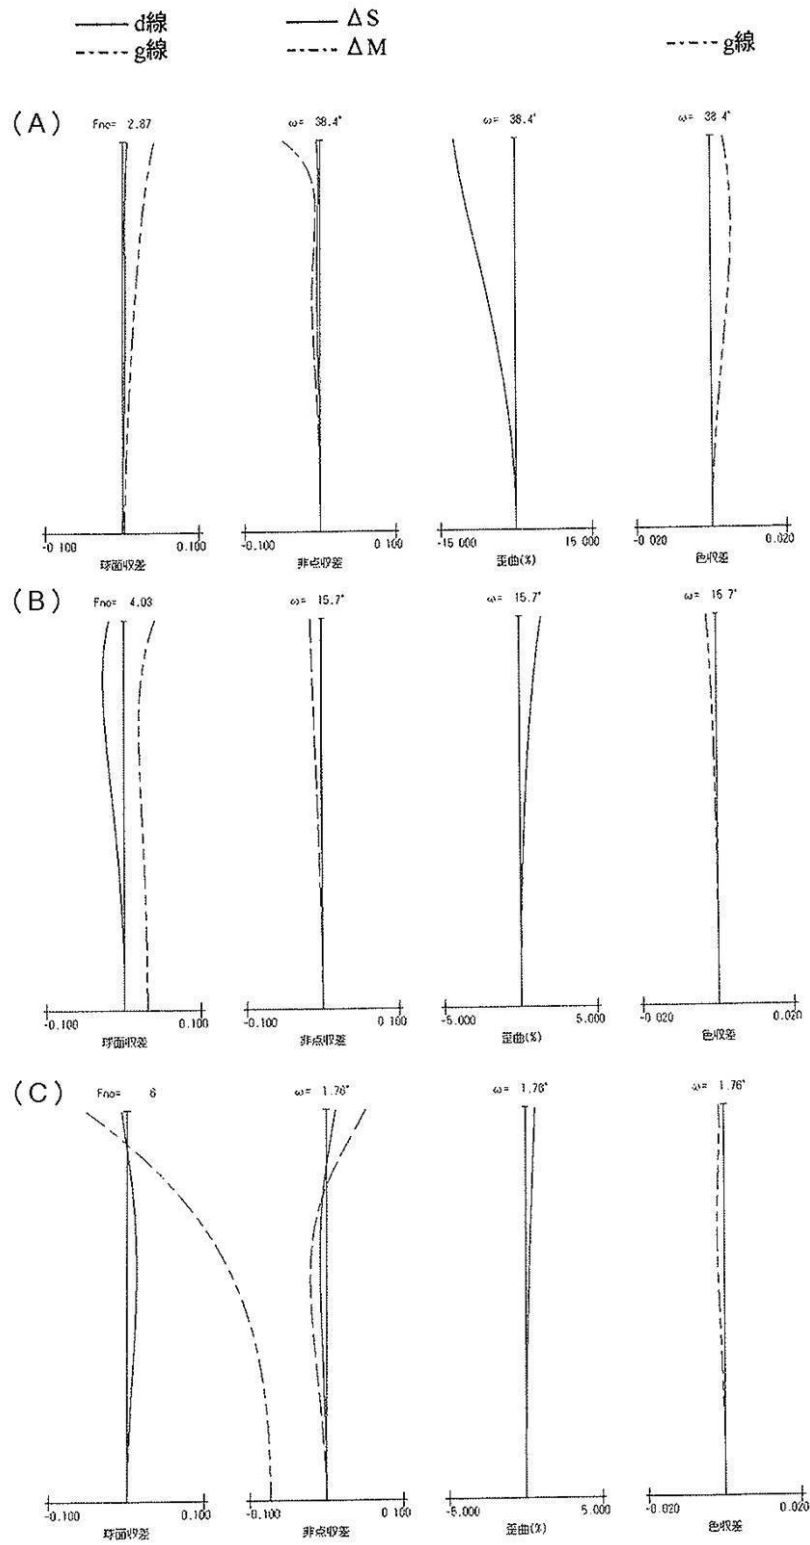 d線 ΔS
g線 ΔM g線
(A) Fno= 2.87 ω= 38.4° ω= 38.4° ω= 38.4°
-0 100 0.100 -0.100 0 100 -15 000 15 000 -0 020 0.020
球面収差 非点収差 歪曲(%) 色収差
(B) Fno= 4.03 ω= 15.7° ω= 15.7° ω= 15 7°
-0.100 0.100 -0.100 0 100 -5.000 5.000 -0 020 0.020
球面収差 非点収差 歪曲(%) 色収差
(C) Fno= 6 ω= 1.76° ω= 1.76° ω= 1.76°
-0.100 0.100 -0.100 0.100 -5.000 5.000 -0.020 0.020
球面収差 非点収差 歪曲(%) 色収差